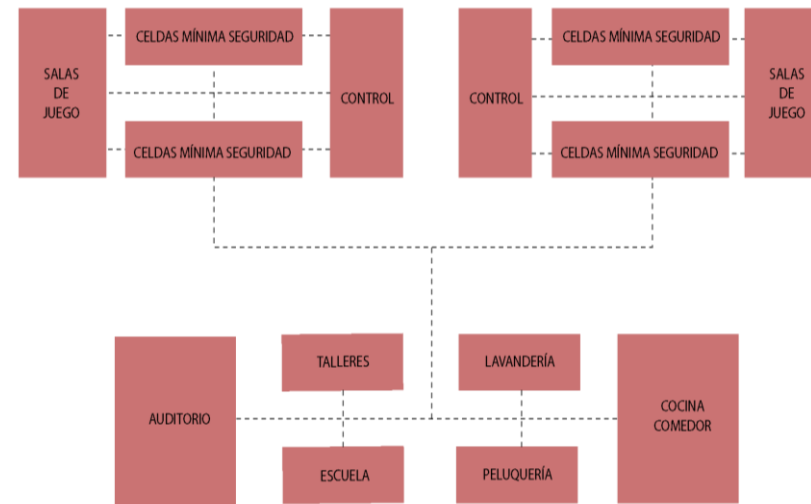 CELDAS MÍNIMA SEGURIDAD
SALAS
DE
JUEGO
CONTROL
CELDAS MÍNIMA SEGURIDAD
CELDAS MÍNIMA SEGURIDAD
CONTROL
SALAS
DE
JUEGO
CELDAS MÍNIMA SEGURIDAD
AUDITORIO
TALLERES
LAVANDERÍA
ESCUELA
PELUQUERÍA
COCINA
COMEDOR